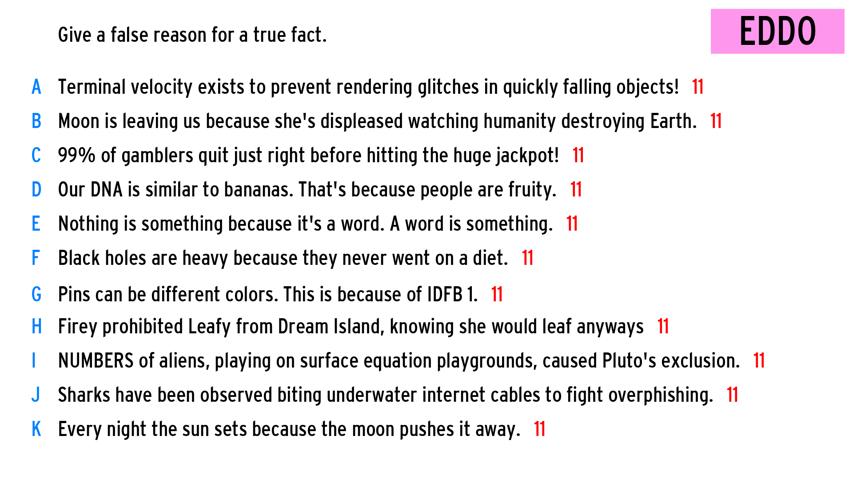 Give a false reason for a true fact.
EDDO
A Terminal velocity exists to prevent rendering glitches in quickly falling objects! 11
B Moon is leaving us because she's displeased watching humanity destroying Earth. 11
C 99% of gamblers quit just right before hitting the huge jackpot! 11
D Our DNA is similar to bananas. That's because people are fruity. 11
E Nothing is something because it's a word. A word is something. 11
F Black holes are heavy because they never went on a diet. 11
G Pins can be different colors. This is because of IDFB 1. 11
H Firey prohibited Leafy from Dream Island, knowing she would leaf anyways 11
I NUMBERS of aliens, playing on surface equation playgrounds, caused Pluto's exclusion. 11
J Sharks have been observed biting underwater internet cables to fight overphishing. 11
K Every night the sun sets because the moon pushes it away. 11